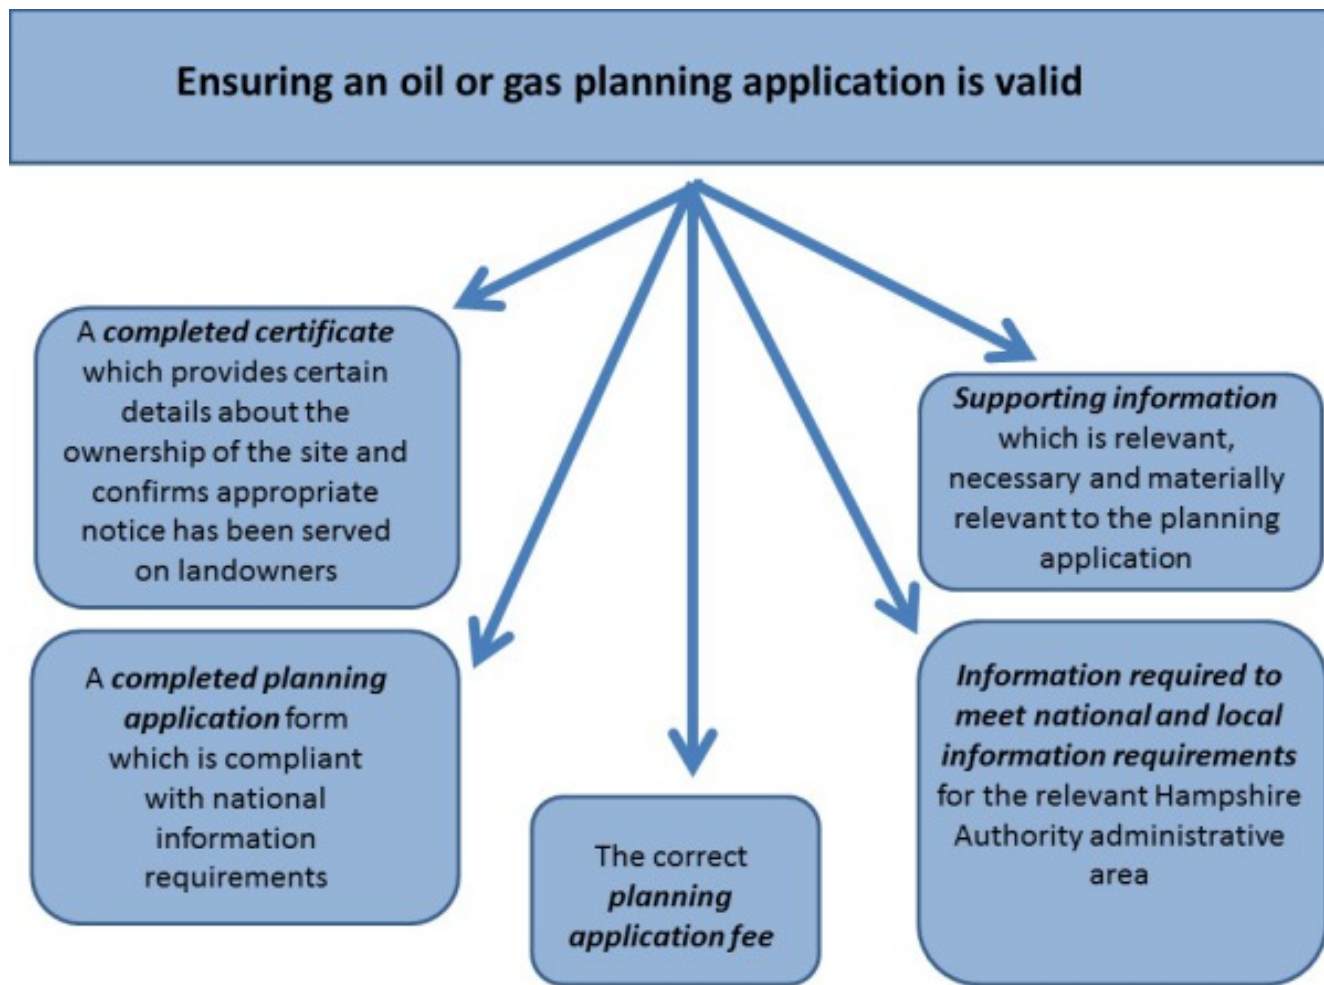 Ensuring an oil or gas planning application is valid
A completed certificate
which provides certain
details about the
ownership of the site and
confirms appropriate
notice has been served
on landowners
A completed planning
application form
which is compliant
with national
information
requirements
The correct
planning
application fee
Supporting information
which is relevant,
necessary and materially
relevant to the planning
application
Information required to
meet national and local
information requirements
for the relevant Hampshire
Authority administrative
area